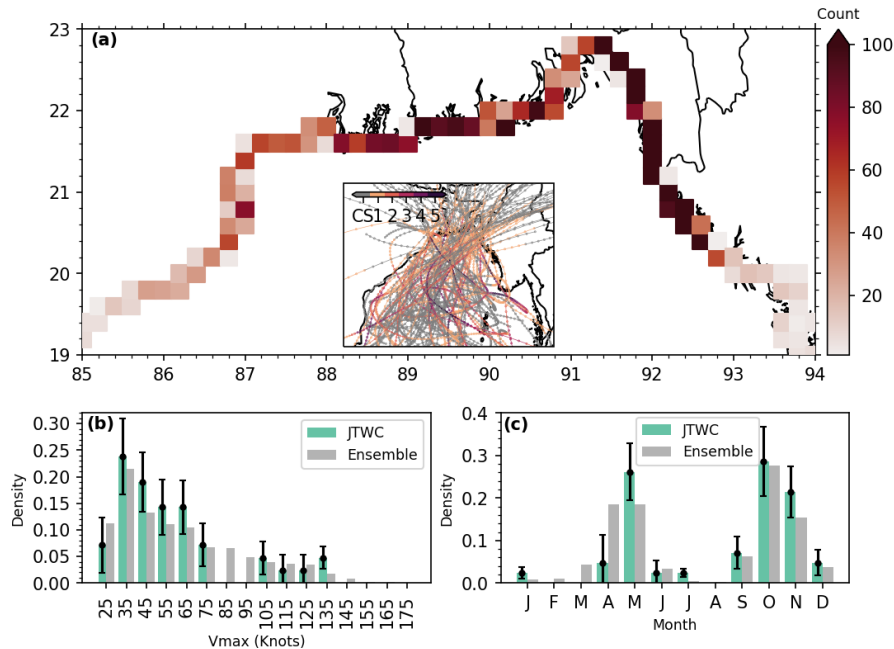 Count
(a)
23
22
21
20
19
85 86 87 88 89 90 91 92 93 94
100
80
60
40
20
CS1 2 3 4 5
(b)
JTWC
Ensemble
Density
0.30
0.25
0.20
0.15
0.10
0.05
0.00
25 35 45 55 65 75 85 95 105 115 125 135 145 155 165 175
Vmax (Knots)
(c)
JTWC
Ensemble
Density
0.4
0.3
0.2
0.1
0.0
J F M A M J J A S O N D
Month